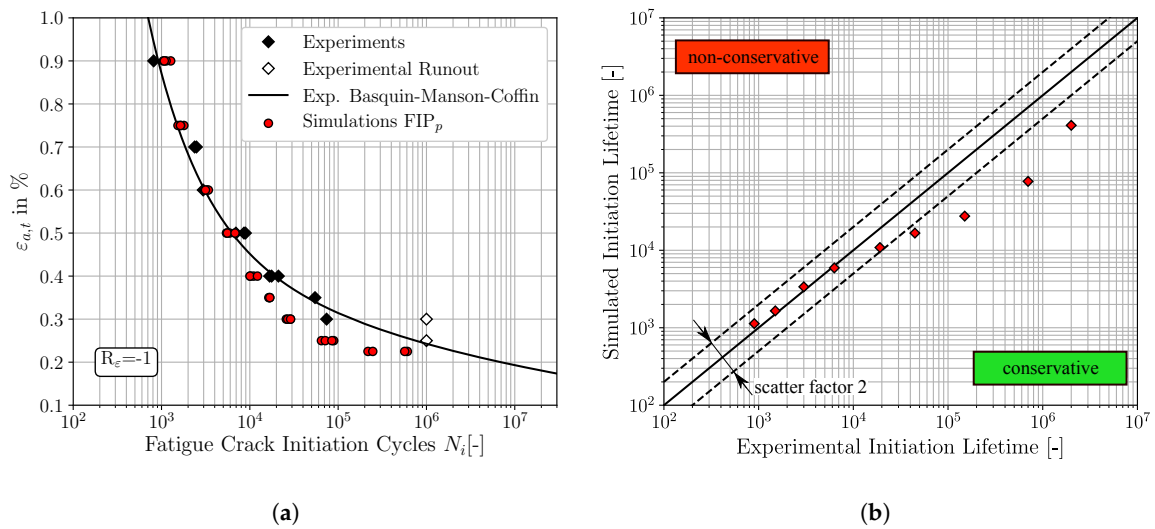 1.0
0.9
0.8
0.7
0.6
0.5
0.4
0.3
0.2
0.1
ε_{a,t} in %
Experiments
Experimental Runout
Exp. Basquin-Manson-Coffin
Simulations FIP_p
R_ε=-1
10^3
10^4
10^5
10^6
10^7
Fatigue Crack Initiation Cycles N_i[-]
(a)
10^7
10^6
10^5
10^4
10^3
10^2
Simulated Initiation Lifetime [-]
non-conservative
conservative
scatter factor 2
10^2
10^3
10^4
10^5
10^6
10^7
Experimental Initiation Lifetime [-]
(b)